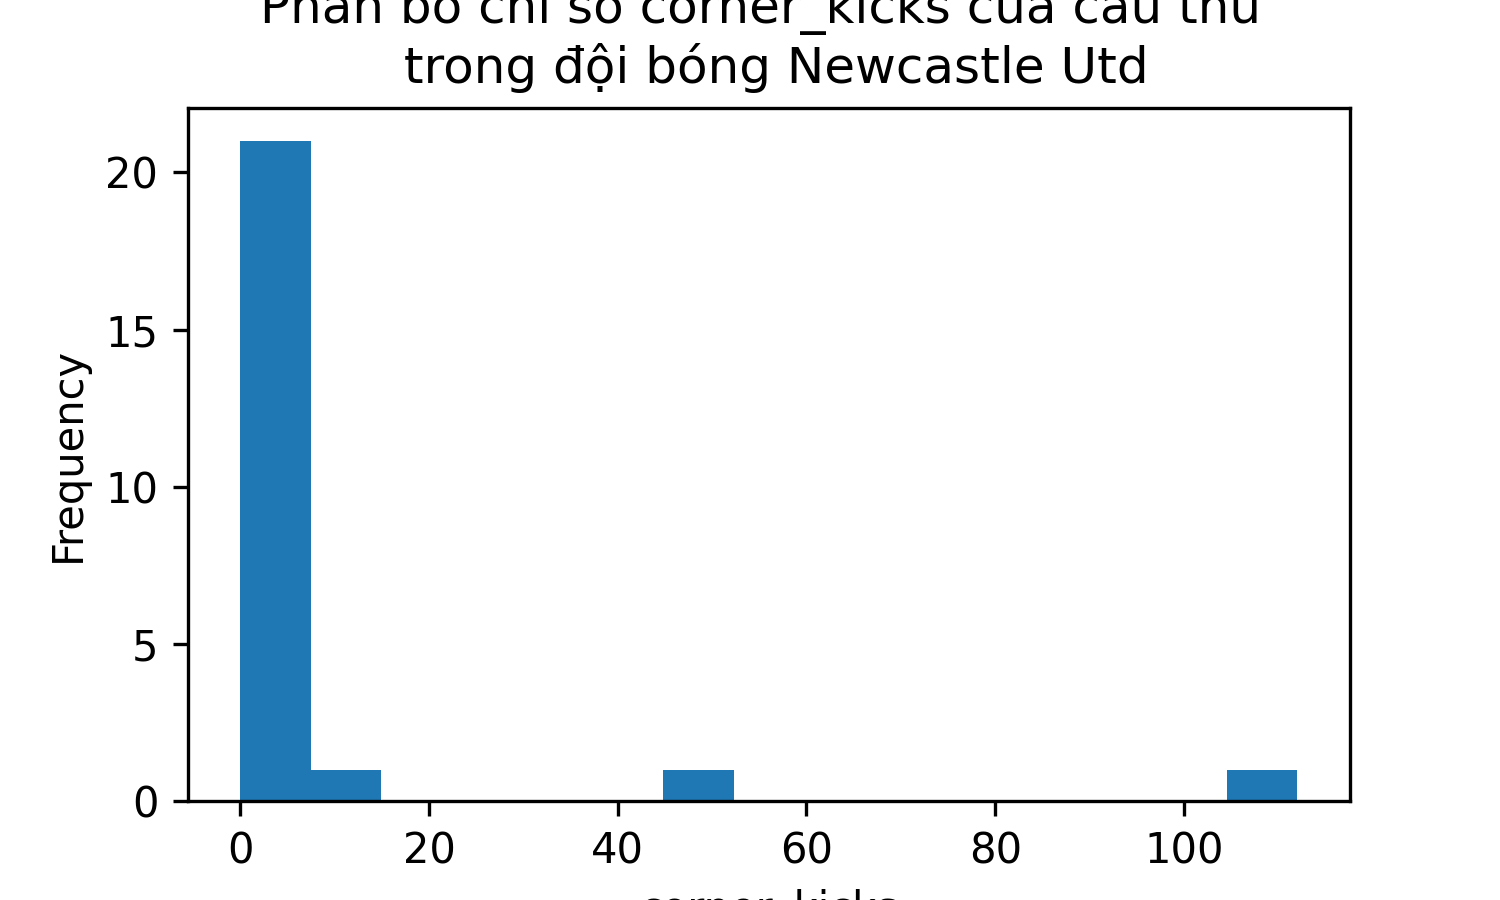 Phân bố chỉ số corner_kicks của cầu thủ
trong đội bóng Newcastle Utd
20
15
10
5
0
Frequency
0 20 40 60 80 100
corner_kicks